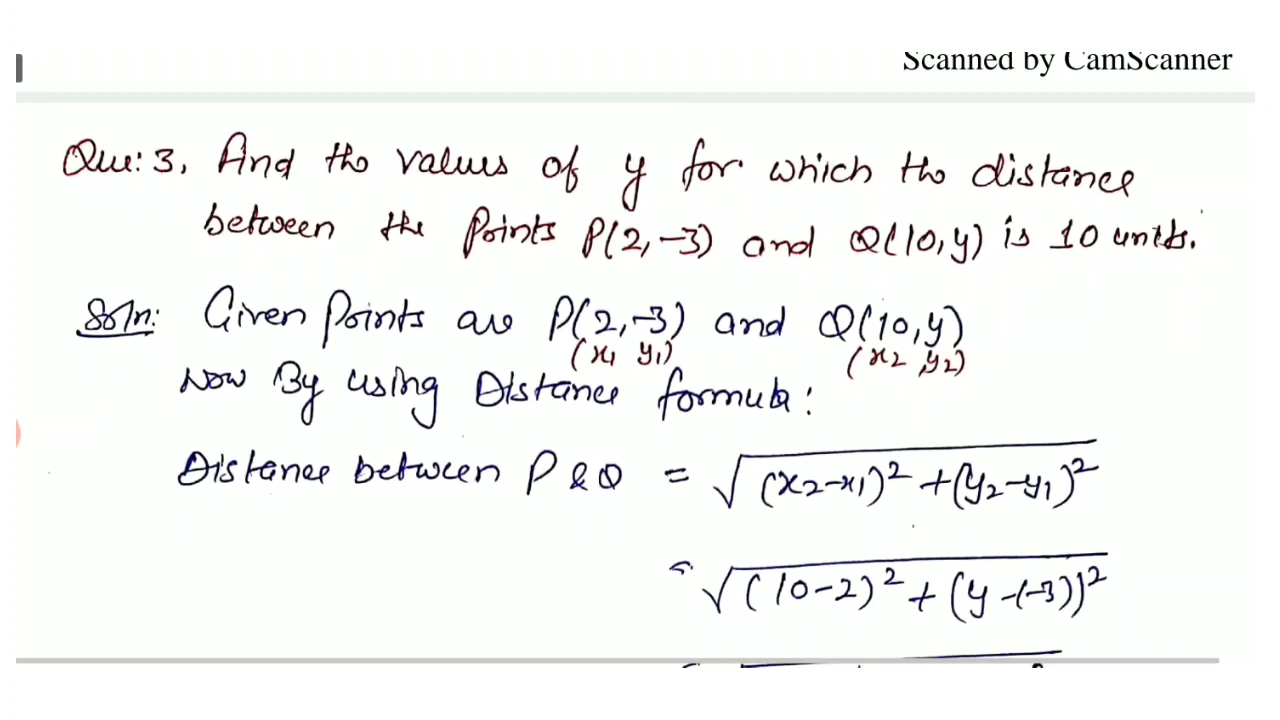 Scanned by CamScanner
Que: 3. Find the values of y for which the distance
between the points P(2,-3) and Q(10,y) is 10 units.
Soln: Given Points are P(2,-3) and Q(10,y)
(x1 y1) (x2, y2)
Now By using Distance formula:
Distance between P & Q = √(x2-x1)² +(y2-y1)²
= √(10-2)² + (y-(-3))²